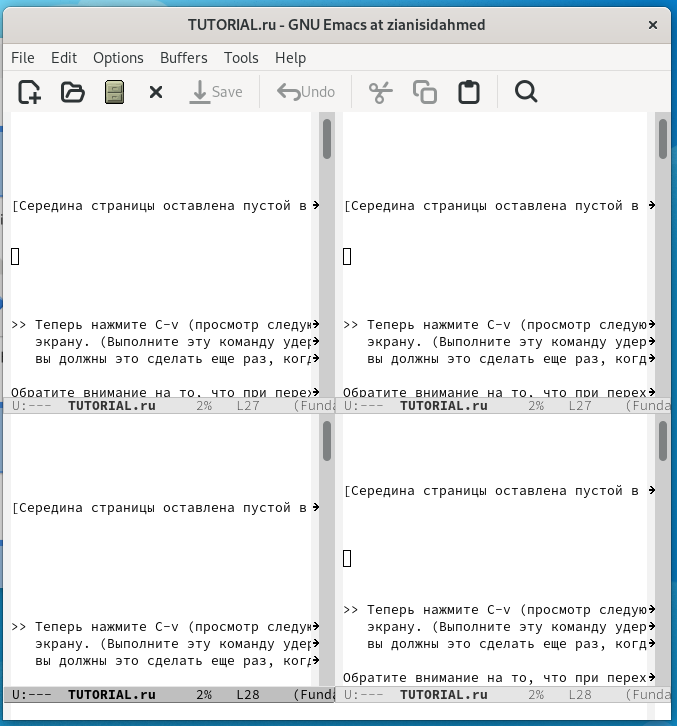 TUTORIAL.ru - GNU Emacs at zianisidahmed
File Edit Options Buffers Tools Help
Save Undo
[Середина страницы оставлена пустой в
>> Теперь нажмите C-v (просмотр следую
экрану. (Выполните эту команду удер
вы должны это сделать еще раз, когд
Обратите внимание на то, что при перех
U:--- TUTORIAL.ru 2% L27 (Funda
[Середина страницы оставлена пустой в
>> Теперь нажмите C-v (просмотр следую
экрану. (Выполните эту команду удер
вы должны это сделать еще раз, когд
Обратите внимание на то, что при перех
U:--- TUTORIAL.ru 2% L27 (Funda
[Середина страницы оставлена пустой в
>> Теперь нажмите C-v (просмотр следую
экрану. (Выполните эту команду удер
вы должны это сделать еще раз, когд
U:--- TUTORIAL.ru 2% L28 (Funda
[Середина страницы оставлена пустой в
>> Теперь нажмите C-v (просмотр следую
экрану. (Выполните эту команду удер
вы должны это сделать еще раз, когд
Обратите внимание на то, что при перех
U:--- TUTORIAL.ru 2% L28 (Funda